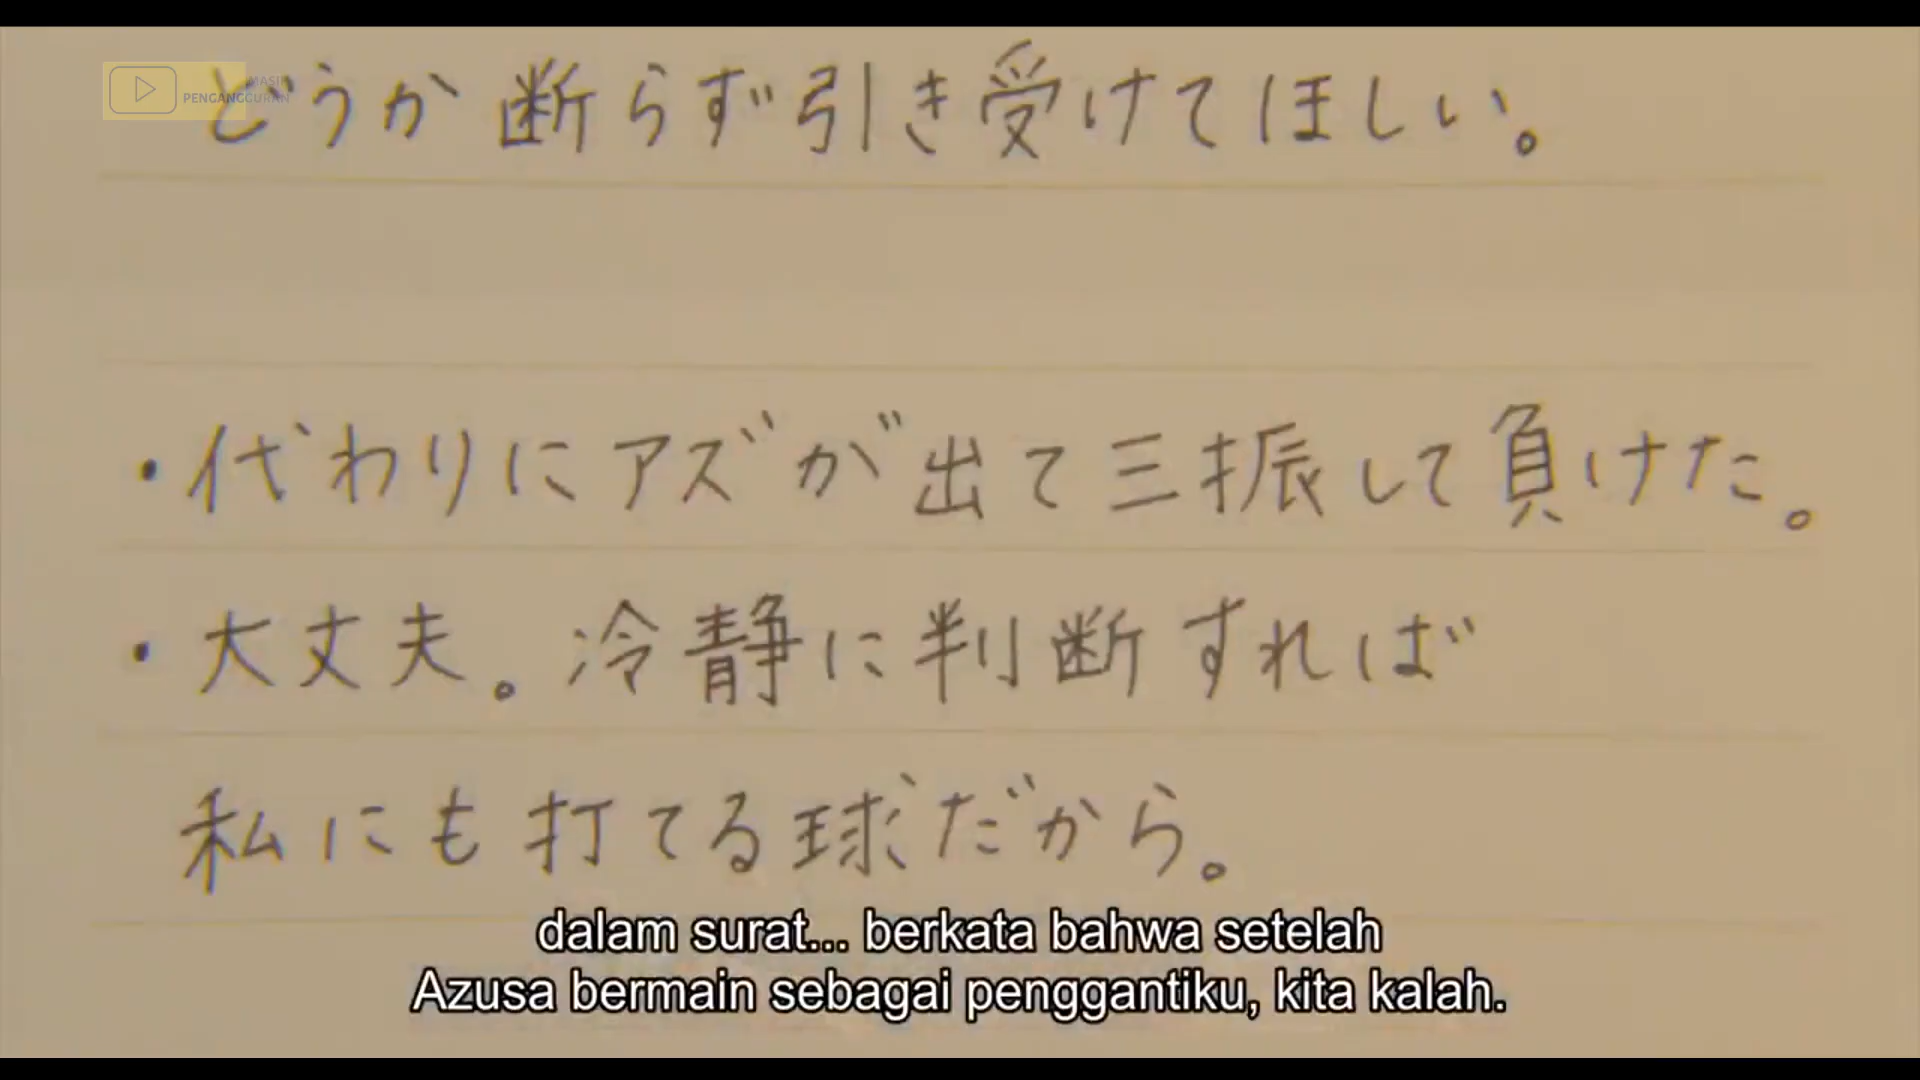 MASIH
PENGANGGURAN
どうか断らず引き受けてほしい。
・代わりにアズが出て三振して負けた。
・大丈夫。冷静に判断すれば
私にも打てる球だから。
dalam surat... berkata bahwa setelah
Azusa bermain sebagai penggantiku, kita kalah.